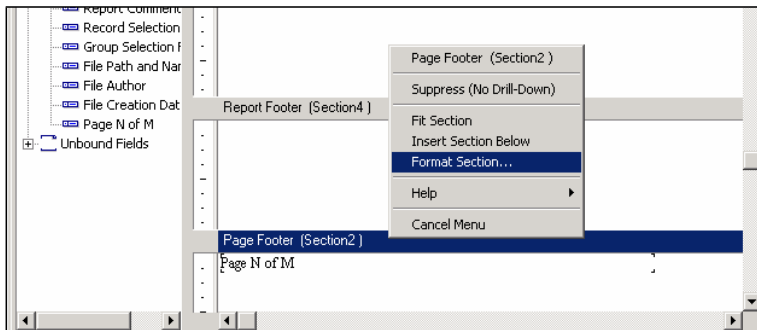 Report Comment
Record Selection
Group Selection F
File Path and Nar
File Author
File Creation Dat
Page N of M
Unbound Fields
Report Footer (Section4 )
Page Footer (Section2 )
Page N of M
Page Footer (Section2 )
Suppress (No Drill-Down)
Fit Section
Insert Section Below
Format Section...
Help
Cancel Menu